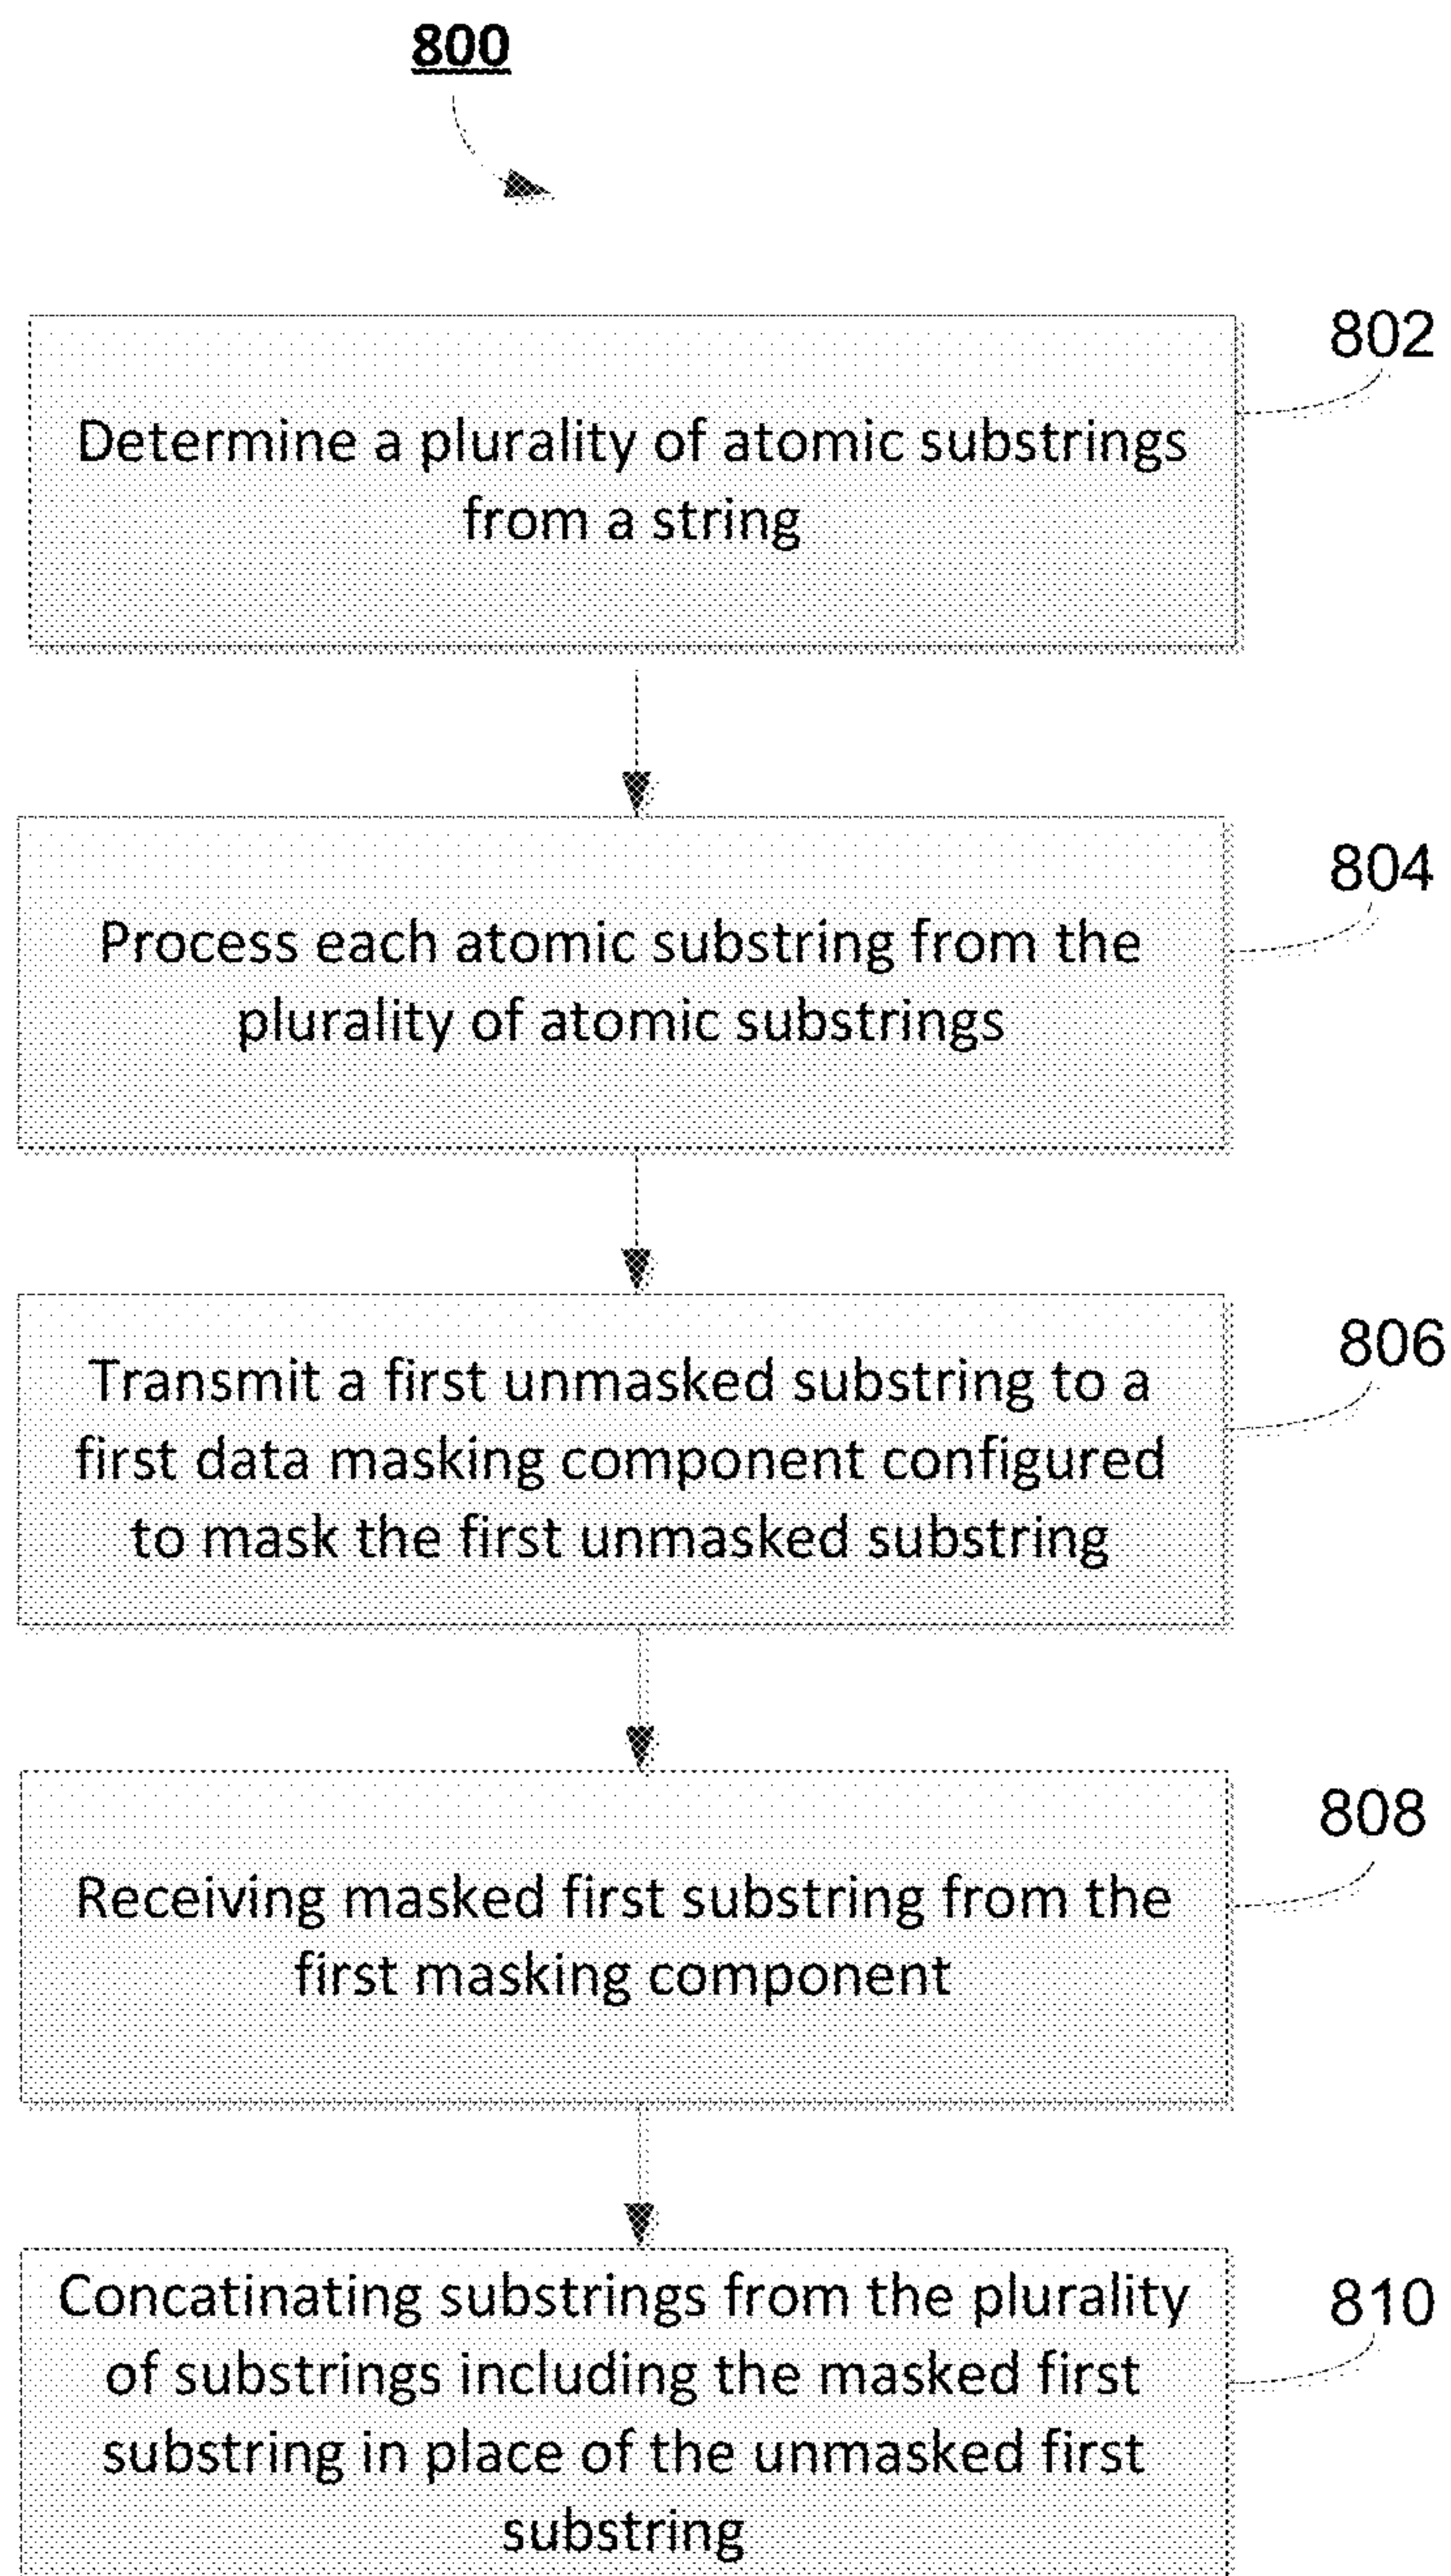 800
802
Determine a plurality of atomic substrings
from a string
804
Process each atomic substring from the
plurality of atomic substrings
806
Transmit a first unmasked substring to a
first data masking component configured
to mask the first unmasked substring
808
Receiving masked first substring from the
first masking component
810
Concatinating substrings from the plurality
of substrings including the masked first
substring in place of the unmasked first
substring